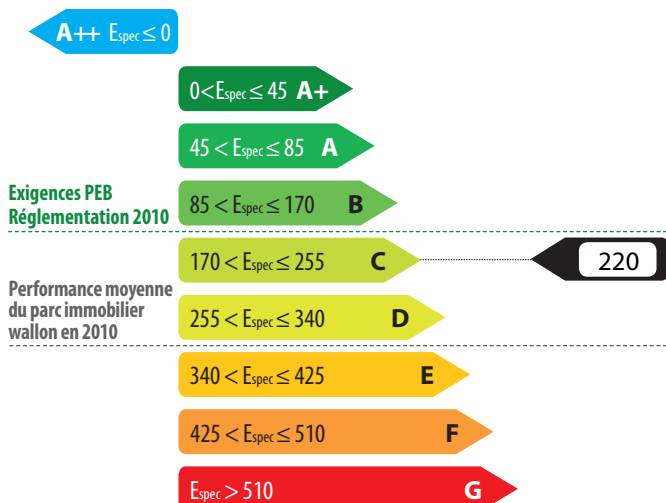 A++ Espec ≤ 0
0<Espec ≤ 45 A+
45 < Espec ≤ 85 A
Exigences PEB
Réglementation 2010
85 < Espec ≤ 170 B
170 < Espec ≤ 255 C
220
Performance moyenne
du parc immobilier
wallon en 2010
255 < Espec ≤ 340 D
340 < Espec ≤ 425 E
425 < Espec ≤ 510 F
Espec > 510 G